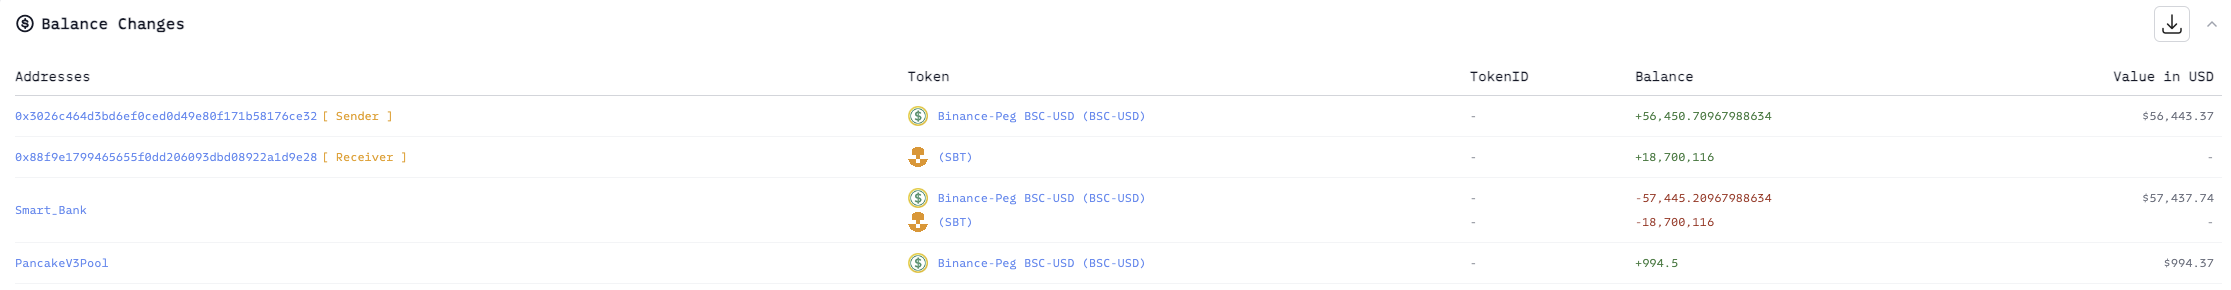 Balance Changes
Addresses Token TokenID Balance Value in USD
0x3026c464d3bd6ef0ced0d49e80f171b58176ce32 [ Sender ] Binance-Peg BSC-USD (BSC-USD) - +56,450.70967988634 $56,443.37
0x88f9e1799465655f0dd206093dbd08922a1d9e28 [ Receiver ] (SBT) - +18,700,116 -
Smart_Bank Binance-Peg BSC-USD (BSC-USD) - -57,445.20967988634 $57,437.74
(SBT) - -18,700,116 -
PancakeV3Pool Binance-Peg BSC-USD (BSC-USD) - +994.5 $994.37